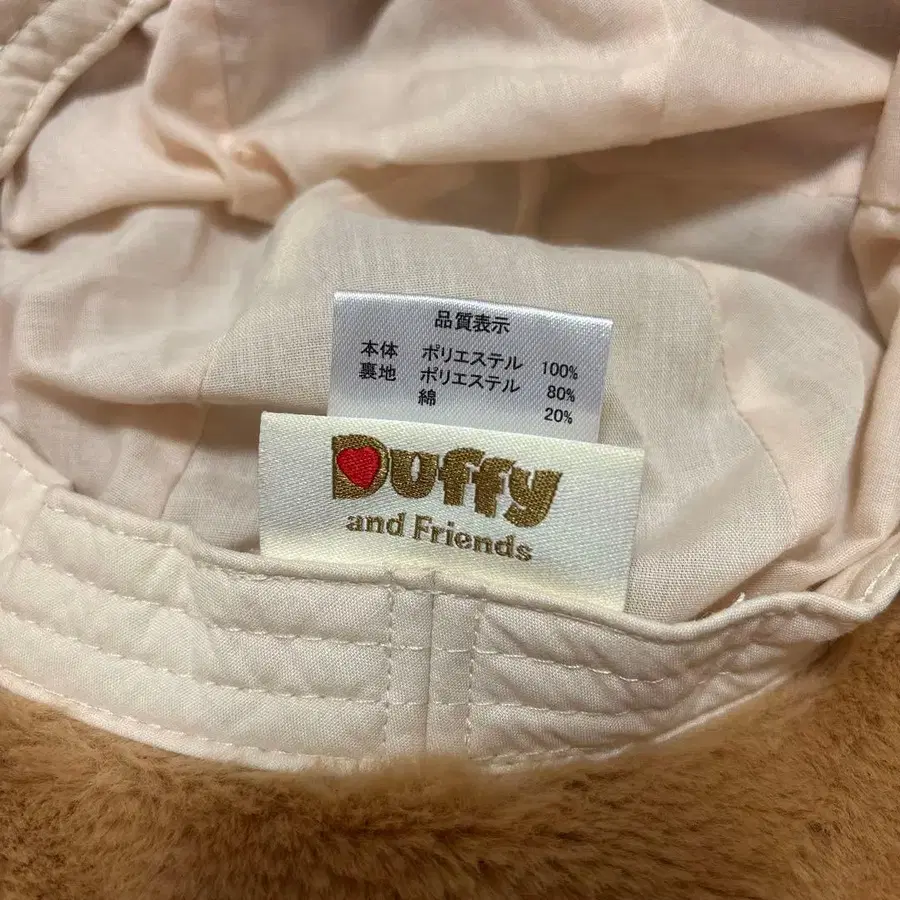 品質表示
本体 ポリエステル 100%
裏地 ポリエステル 80%
綿 20%
Duffy
and Friends